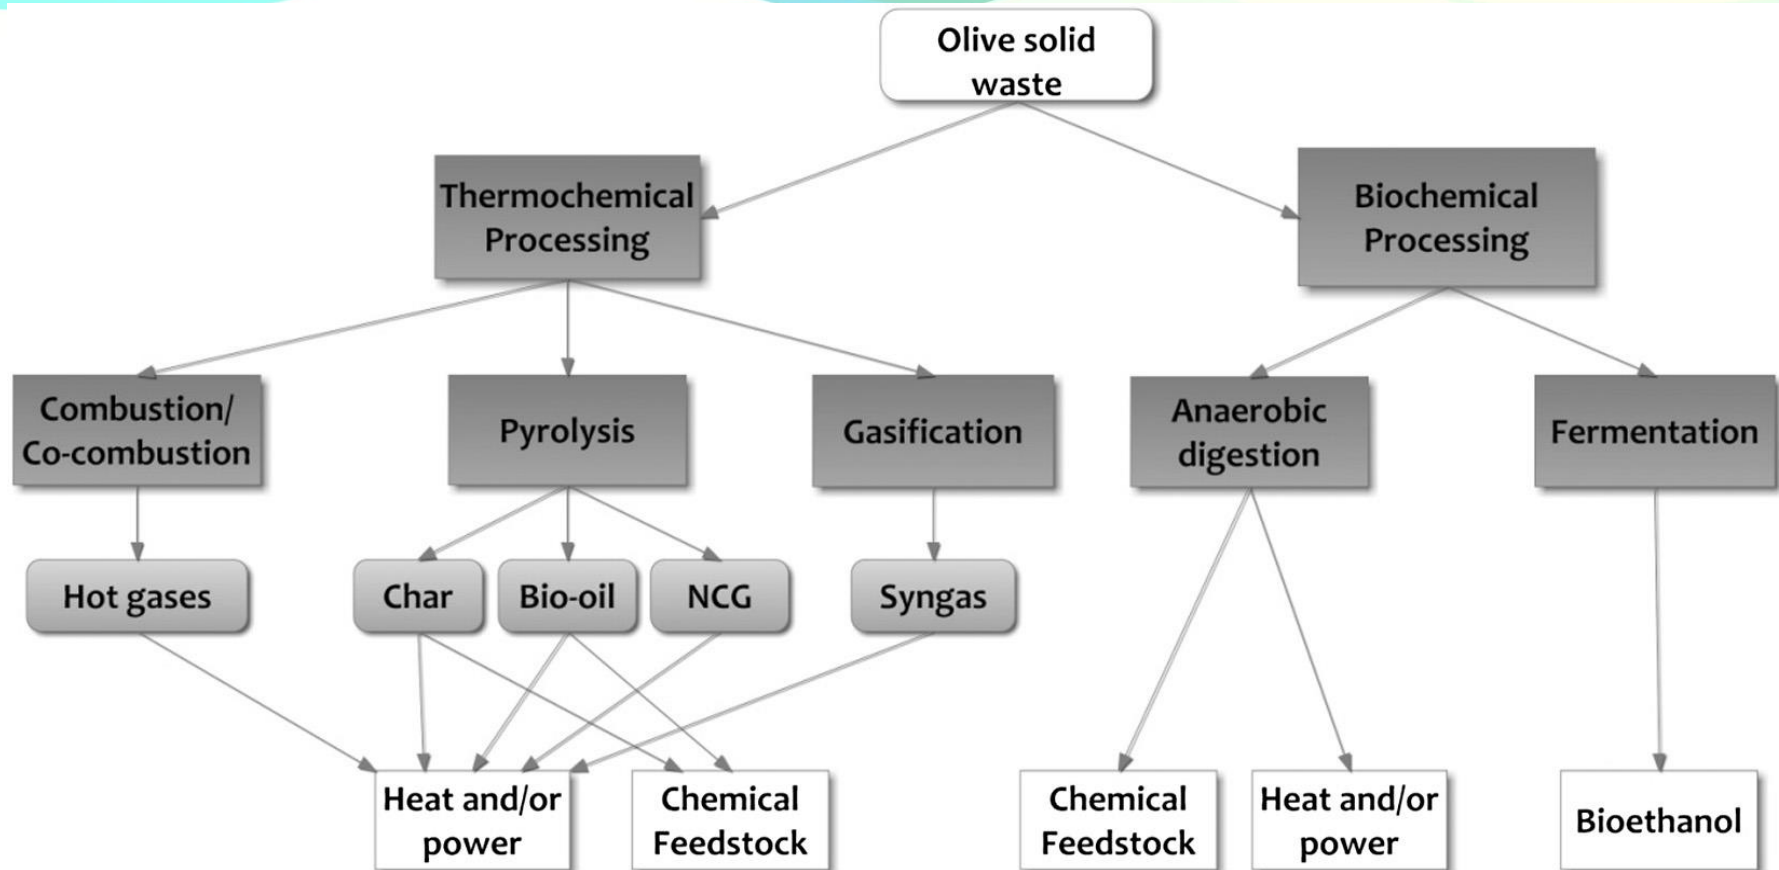 Olive solid
waste
Thermochemical
Processing
Biochemical
Processing
Combustion/
Co-combustion
Pyrolysis
Gasification
Anaerobic
digestion
Fermentation
Hot gases
Char
Bio-oil
NCG
Syngas
Heat and/or
power
Chemical
Feedstock
Chemical
Feedstock
Heat and/or
power
Bioethanol